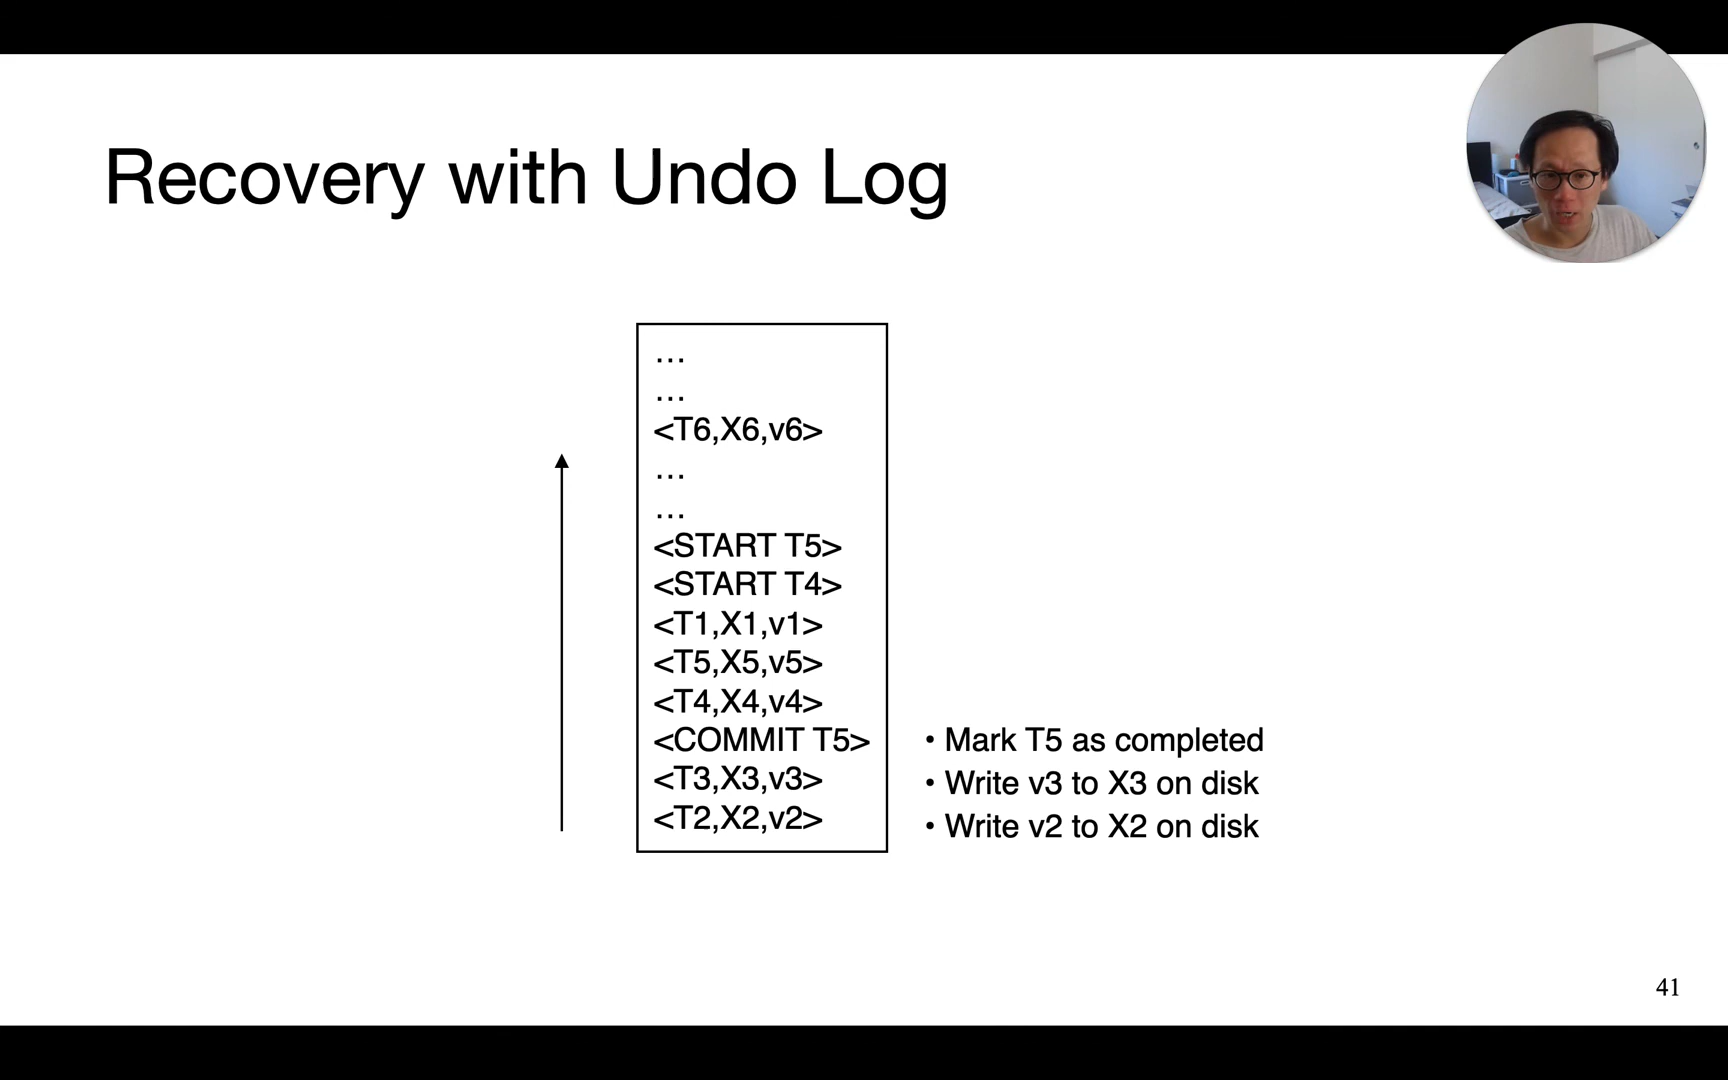 Recovery with Undo Log
…
…
<T6,X6,v6>
…
…
<START T5>
<START T4>
<T1,X1,v1>
<T5,X5,v5>
<T4,X4,v4>
<COMMIT T5>
<T3,X3,v3>
<T2,X2,v2>
• Mark T5 as completed
• Write v3 to X3 on disk
• Write v2 to X2 on disk
41